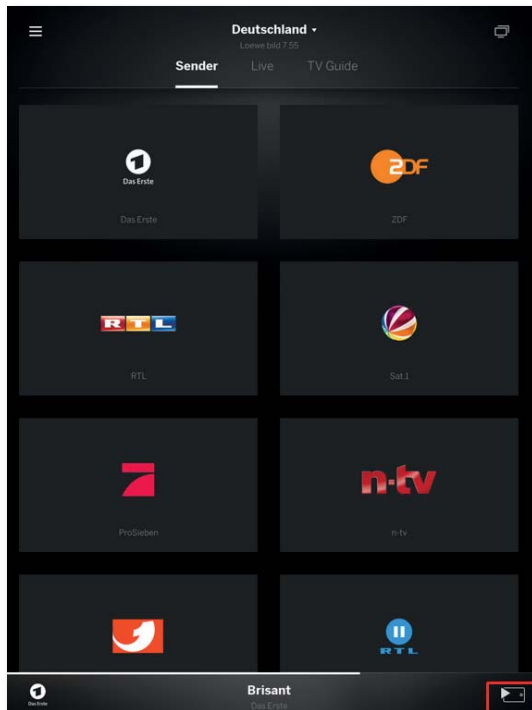 Deutschland
Loewe bild 7.55
Sender Live TV Guide
Das Erste
Das Erste
ZDF
ZDF
RTL
RTL
Sat.1
ProSieben
n-tv
n-tv
RTL
Brisant
Das Erste
Das Erste